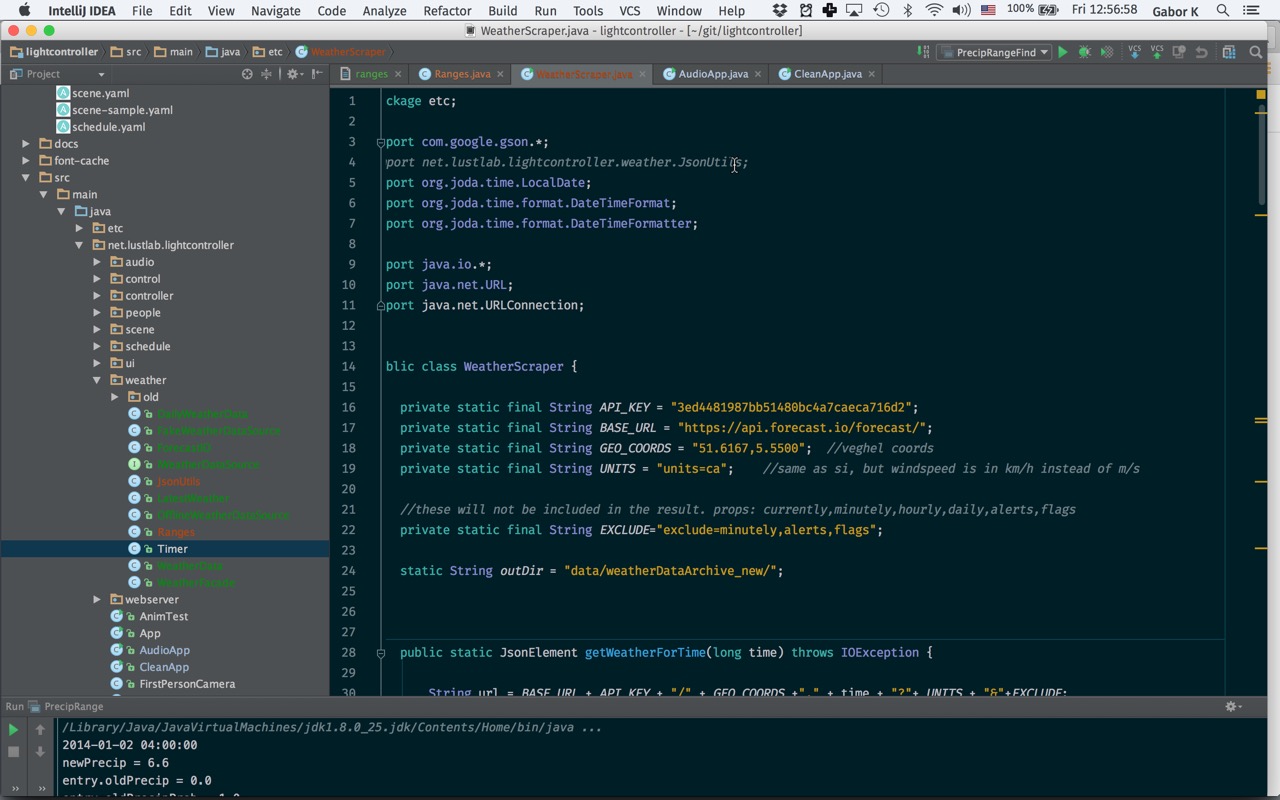 IntelliJ IDEA File Edit View Navigate Code Analyze Refactor Build Run Tools VCS Window Help 100% Fri 12:56:58 Gabor K
WeatherScraper.java - lightcontroller - [~/git/lightcontroller]
lightcontroller src main java etc WeatherScraper PrecipRangeFind VCS VCS
Project ranges Ranges.java WeatherScraper.java AudioApp.java CleanApp.java
scene.yaml
scene-sample.yaml
schedule.yaml
docs
font-cache
src
main
java
etc
net.lustlab.lightcontroller
audio
control
controller
people
scene
schedule
ui
weather
old
DailyWeatherData
FakeWeatherDataSource
ForecastIO
WeatherDataSource
JsonUtils
LatestWeather
OfflineWeatherDataSource
Ranges
Timer
WeatherData
WeatherFacade
webserver
AnimTest
App
AudioApp
CleanApp
FirstPersonCamera
1 ckage etc;
2
3 port com.google.gson.*;
4 port net.lustlab.lightcontroller.weather.JsonUtils;
5 port org.joda.time.LocalDate;
6 port org.joda.time.format.DateTimeFormat;
7 port org.joda.time.format.DateTimeFormatter;
8
9 port java.io.*;
10 port java.net.URL;
11 port java.net.URLConnection;
12
13
14 blic class WeatherScraper {
15
16 private static final String API_KEY = "3ed4481987bb51480bc4a7caeca716d2";
17 private static final String BASE_URL = "https://api.forecast.io/forecast/";
18 private static final String GEO_COORDS = "51.6167,5.5500"; //veghel coords
19 private static final String UNITS = "units=ca"; //same as si, but windspeed is in km/h instead of m/s
20
21 //these will not be included in the result. props: currently,minutely,hourly,daily,alerts,flags
22 private static final String EXCLUDE="exclude=minutely,alerts,flags";
23
24 static String outDir = "data/weatherDataArchive_new/";
25
26
27
28 public static JsonElement getWeatherForTime(long time) throws IOException {
29
30 String url = BASE_URL + API_KEY + "/" + GEO_COORDS +"," + time + "?"+ UNITS + "&"+EXCLUDE;
Run PrecipRange
/Library/Java/JavaVirtualMachines/jdk1.8.0_25.jdk/Contents/Home/bin/java ...
2014-01-02 04:00:00
newPrecip = 6.6
entry.oldPrecip = 0.0
entry.oldPrecipProb = 1.0